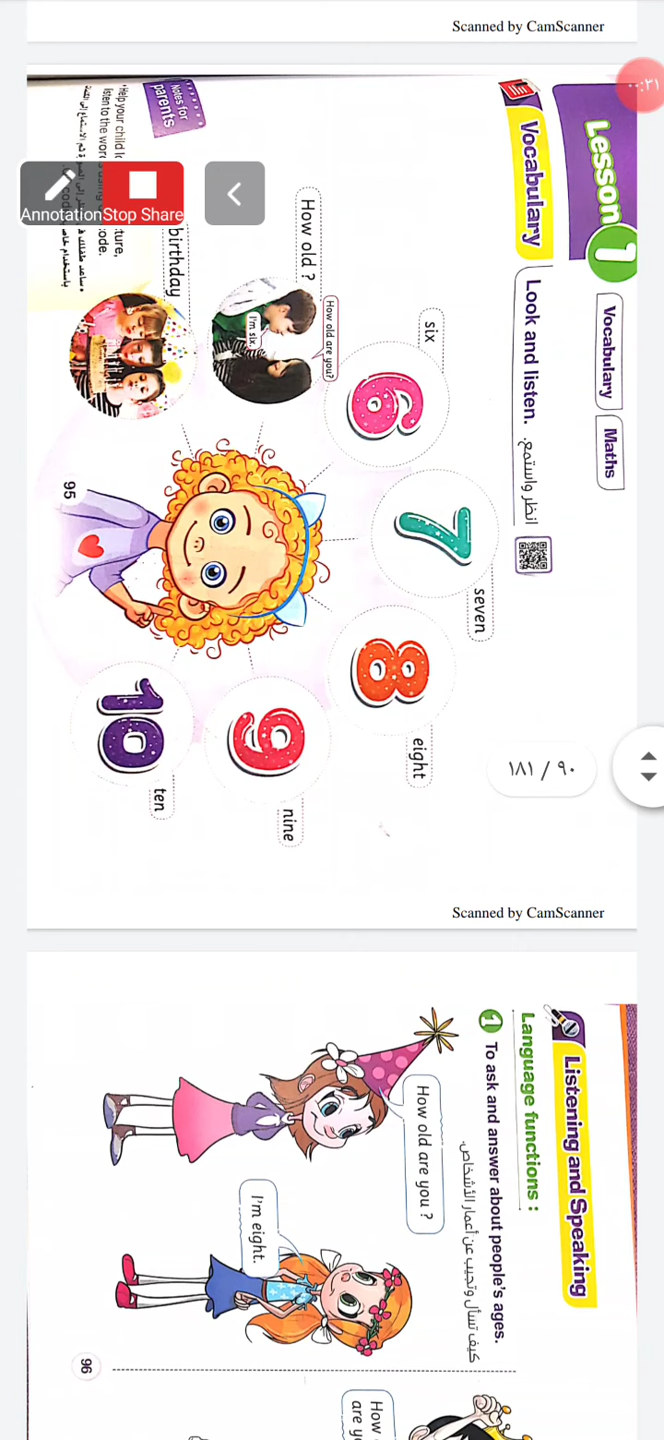 Scanned by CamScanner
٠٠:٢١
Lesson 1
Vocabulary
Maths
Vocabulary
Look and listen. انظر واستمع.
six
seven
eight
nine
ten
How old ?
How old are you?
I'm six.
birthday
Notes for
parents
95
Annotation
Stop Share
٩٠ / ١٨١
Scanned by CamScanner
Listening and Speaking
Language functions :
1 To ask and answer about people's ages.
كيف تسأل وتجيب عن أعمار الأشخاص.
How old are you ?
I'm eight.
How
96